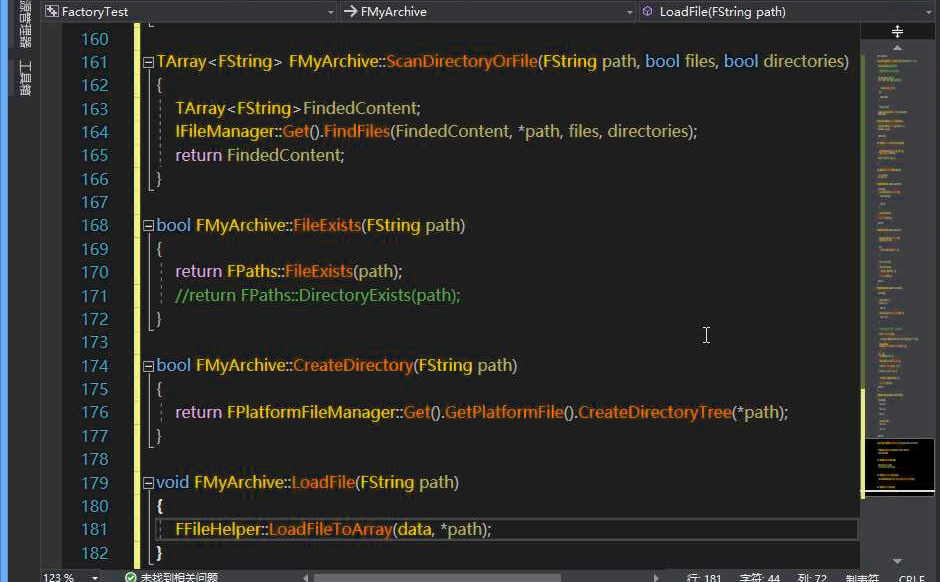 FactoryTest FMyArchive LoadFile(FString path)
源管理器
工具箱
160
161 TArray<FString> FMyArchive::ScanDirectoryOrFile(FString path, bool files, bool directories)
162 {
163 TArray<FString>FindedContent;
164 IFileManager::Get().FindFiles(FindedContent, *path, files, directories);
165 return FindedContent;
166 }
167
168 bool FMyArchive::FileExists(FString path)
169 {
170 return FPaths::FileExists(path);
171 //return FPaths::DirectoryExists(path);
172 }
173
174 bool FMyArchive::CreateDirectory(FString path)
175 {
176 return FPlatformFileManager::Get().GetPlatformFile().CreateDirectoryTree(*path);
177 }
178
179 void FMyArchive::LoadFile(FString path)
180 {
181 FFileHelper::LoadFileToArray(data, *path);
182 }
123 % 未找到相关问题 行: 181 字符: 44 列: 72 制表符 CRLF